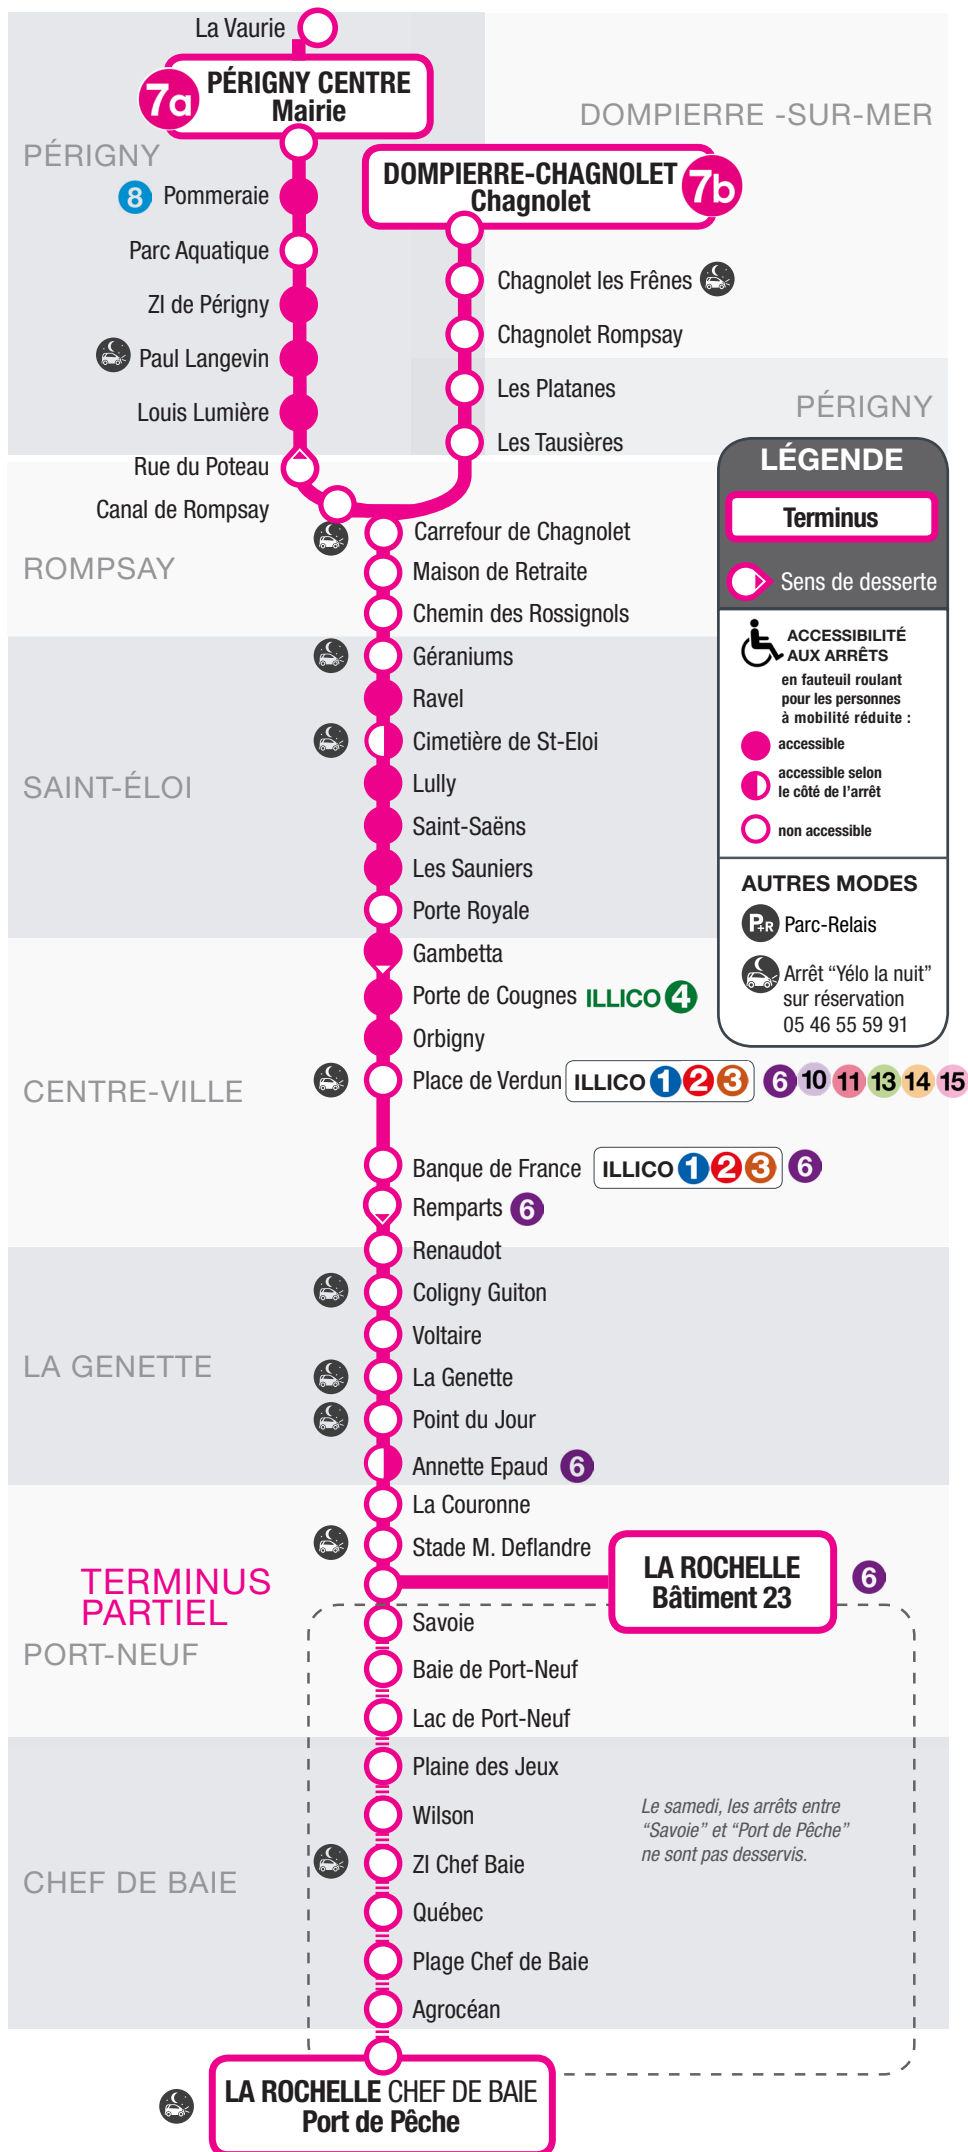 La Vaurie
7a
PÉRIGNY CENTRE
Mairie
DOMPIERRE -SUR-MER
PÉRIGNY
DOMPIERRE-CHAGNOLET
Chagnolet
7b
8 Pommeraie
Parc Aquatique
ZI de Périgny
Paul Langevin
Louis Lumière
Rue du Poteau
Canal de Rompsay
Chagnolet les Frênes
Chagnolet Rompsay
Les Platanes
PÉRIGNY
Les Tausières
LÉGENDE
Terminus
Sens de desserte
ACCESSIBILITÉ
AUX ARRÊTS
en fauteuil roulant
pour les personnes
à mobilité réduite :
accessible
accessible selon
le côté de l'arrêt
non accessible
AUTRES MODES
P+R Parc-Relais
Arrêt “Yélo la nuit”
sur réservation
05 46 55 59 91
ROMPSAY
Carrefour de Chagnolet
Maison de Retraite
Chemin des Rossignols
SAINT-ÉLOI
Géraniums
Ravel
Cimetière de St-Eloi
Lully
Saint-Saëns
Les Sauniers
Porte Royale
CENTRE-VILLE
Gambetta
Porte de Cougnes ILLICO 4
Orbigny
Place de Verdun ILLICO 1 2 3 6 10 11 13 14 15
Banque de France ILLICO 1 2 3 6
Remparts 6
LA GENETTE
Renaudot
Coligny Guiton
Voltaire
La Genette
Point du Jour
Annette Epaud 6
La Couronne
Stade M. Deflandre
TERMINUS
PARTIEL
PORT-NEUF
LA ROCHELLE
Bâtiment 23
6
Savoie
Baie de Port-Neuf
Lac de Port-Neuf
CHEF DE BAIE
Plaine des Jeux
Wilson
ZI Chef Baie
Québec
Plage Chef de Baie
Agrocéan
Le samedi, les arrêts entre
“Savoie” et “Port de Pêche”
ne sont pas desservis.
LA ROCHELLE CHEF DE BAIE
Port de Pêche